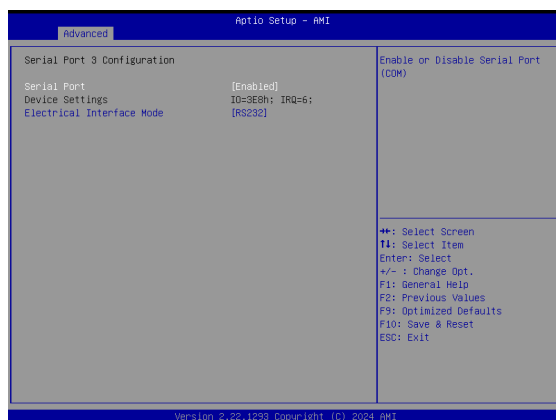 Aptio Setup - AMI
Advanced
Serial Port 3 Configuration
Serial Port [Enabled]
Device Settings IO=3E8h; IRQ=6;
Electrical Interface Mode [RS232]
Enable or Disable Serial Port
(COM)
→←: Select Screen
↑↓: Select Item
Enter: Select
+/- : Change Opt.
F1: General Help
F2: Previous Values
F9: Optimized Defaults
F10: Save & Reset
ESC: Exit
Version 2.22.1293 Copyright (C) 2024 AMI